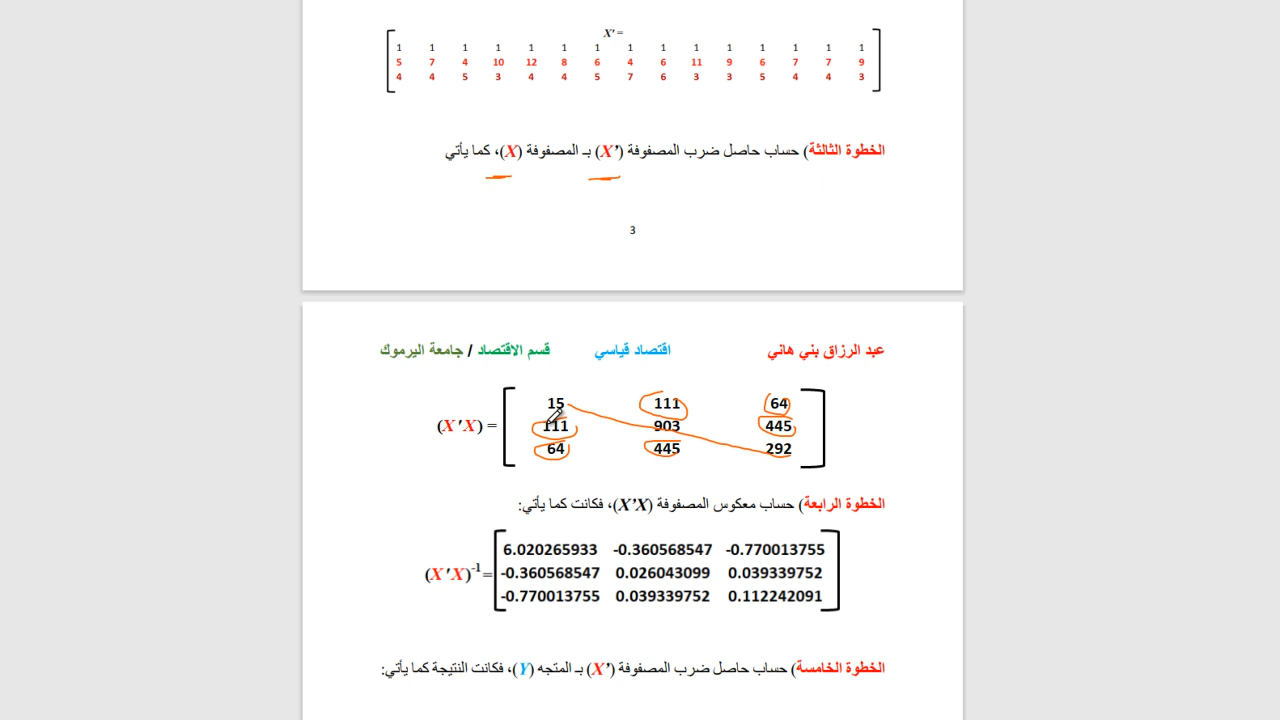 X' =
1 1 1 1 1 1 1 1 1 1 1 1 1 1 1
5 7 4 10 12 8 6 4 6 11 9 6 7 7 9
4 4 5 3 4 4 5 7 6 3 3 5 4 4 3
الخطوة الثالثة) حساب حاصل ضرب المصفوفة (X') بـ المصفوفة (X)، كما يأتي
3
عبد الرزاق بني هاني اقتصاد قياسي قسم الاقتصاد / جامعة اليرموك
15 111 64
(X'X) = 111 903 445
64 445 292
الخطوة الرابعة) حساب معكوس المصفوفة (X'X)، فكانت كما يأتي:
6.020265933 -0.360568547 -0.770013755
(X'X)-1 = -0.360568547 0.026043099 0.039339752
-0.770013755 0.039339752 0.112242091
الخطوة الخامسة) حساب حاصل ضرب المصفوفة (X') بـ المتجه (Y)، فكانت النتيجة كما يأتي: